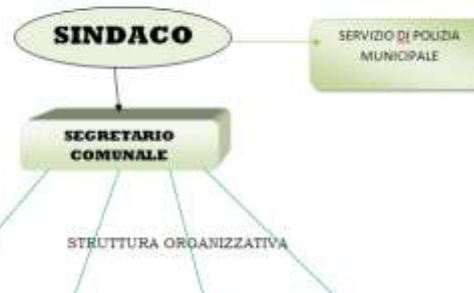 SINDACO
SERVIZIO DI POLIZIA
MUNICIPALE
SEGRETARIO
COMUNALE
STRUTTURA ORGANIZZATIVA